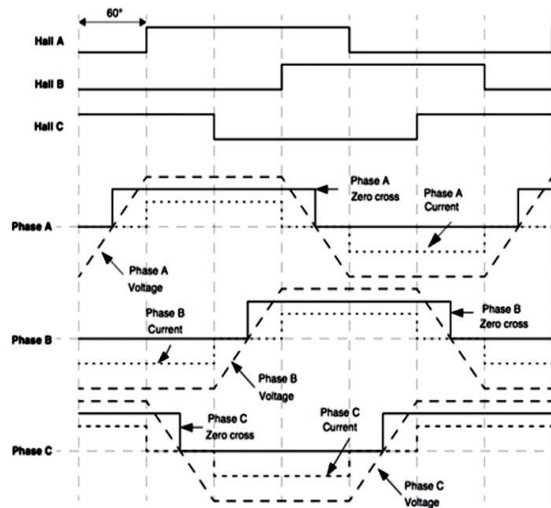 60°
Hall A
Hall B
Hall C
Phase A
Zero cross
Phase A
Current
Phase A
Phase A
Voltage
Phase B
Current
Phase B
Zero cross
Phase B
Phase B
Voltage
Phase C
Zero cross
Phase C
Current
Phase C
Phase C
Voltage